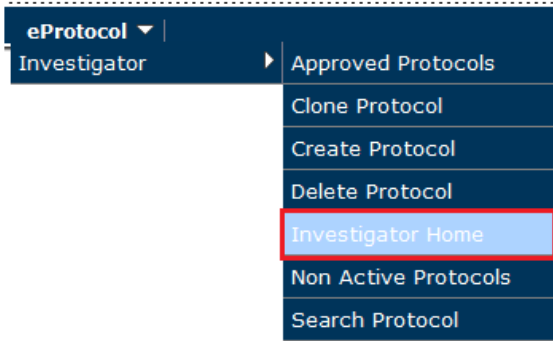 eProtocol
Investigator
Approved Protocols
Clone Protocol
Create Protocol
Delete Protocol
Investigator Home
Non Active Protocols
Search Protocol